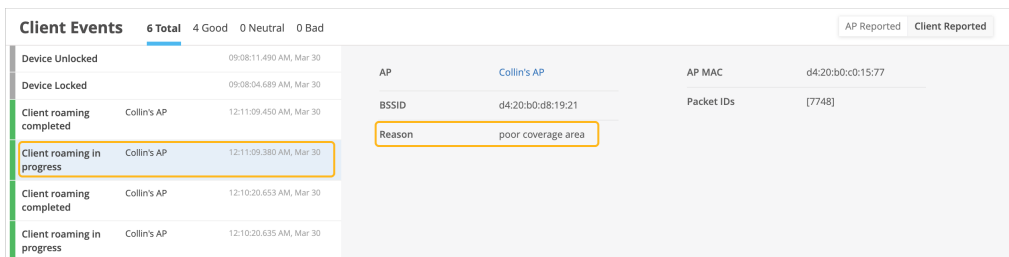 Client Events 6 Total 4 Good 0 Neutral 0 Bad AP Reported Client Reported
Device Unlocked 09:08:11.490 AM, Mar 30
Device Locked 09:08:04.689 AM, Mar 30
Client roaming completed Collin's AP 12:11:09.450 AM, Mar 30
Client roaming in progress Collin's AP 12:11:09.380 AM, Mar 30
Client roaming completed Collin's AP 12:10:20.653 AM, Mar 30
Client roaming in progress Collin's AP 12:10:20.635 AM, Mar 30
AP Collin's AP
BSSID d4:20:b0:d8:19:21
Reason poor coverage area
AP MAC d4:20:b0:c0:15:77
Packet IDs [7748]